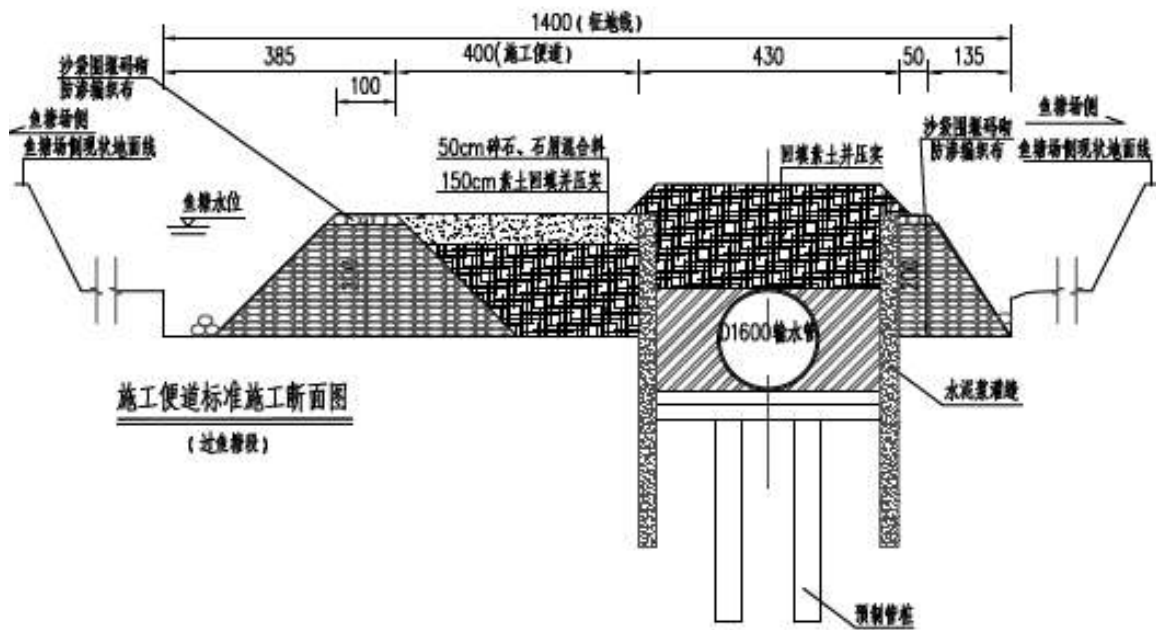 1400(征地线)
385
400(施工便道)
430
50
135
100
沙袋围堰码砌
防渗编织布
鱼塘场侧
鱼塘场侧现状地面线
鱼塘水位
50cm碎石、石屑混合料
150cm素土回填并压实
回填素土并压实
沙袋围堰码砌
防渗编织布
鱼塘场侧
鱼塘场侧现状地面线
200
D1600输水管
水泥浆灌缝
预制管桩
施工便道标准施工断面图
(过鱼塘段)